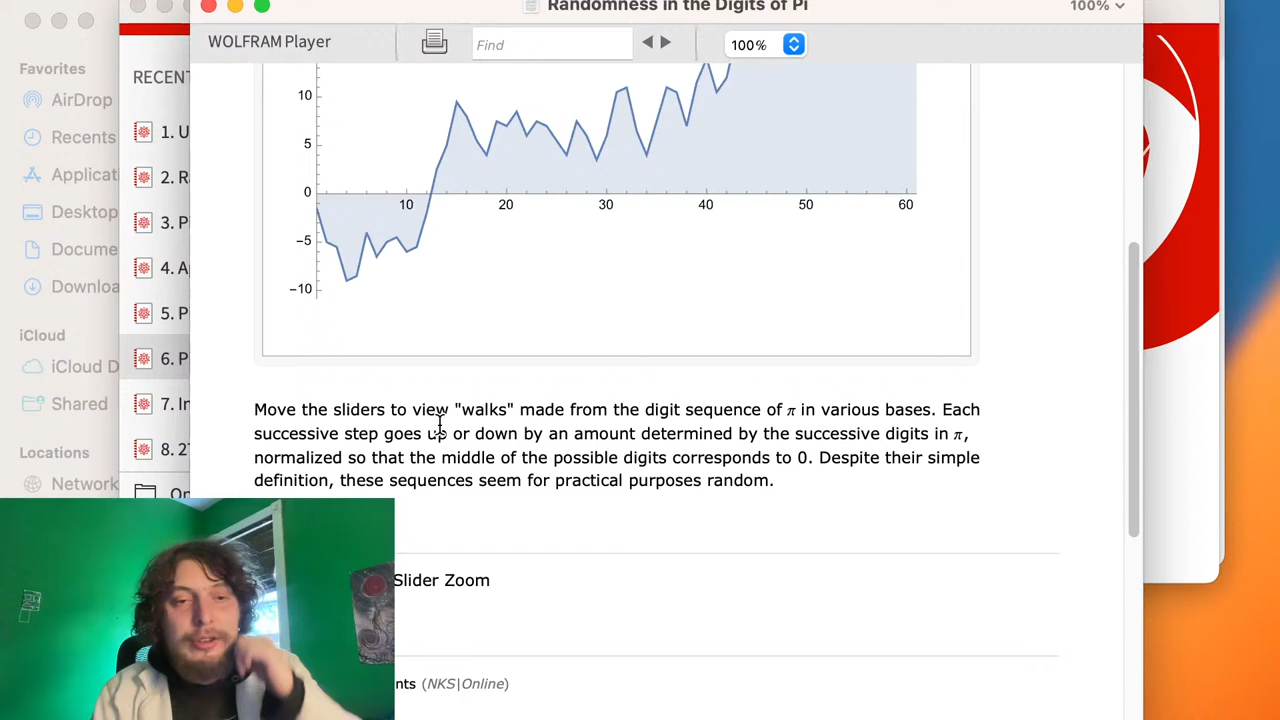 Randomness in the Digits of Pi
100%
WOLFRAM Player
Find
100%
Favorites
AirDrop
Recents
Applicat
Desktop
Docume
Downloa
iCloud
iCloud D
Shared
Locations
Network
RECENT
1. U
2. R
3. P
4. A
5. P
6. P
7. I
8. 2
10
5
0
−5
−10
10 20 30 40 50 60
Move the sliders to view "walks" made from the digit sequence of π in various bases. Each
successive step goes up or down by an amount determined by the successive digits in π,
normalized so that the middle of the possible digits corresponds to 0. Despite their simple
definition, these sequences seem for practical purposes random.
Slider Zoom
nts (NKS|Online)